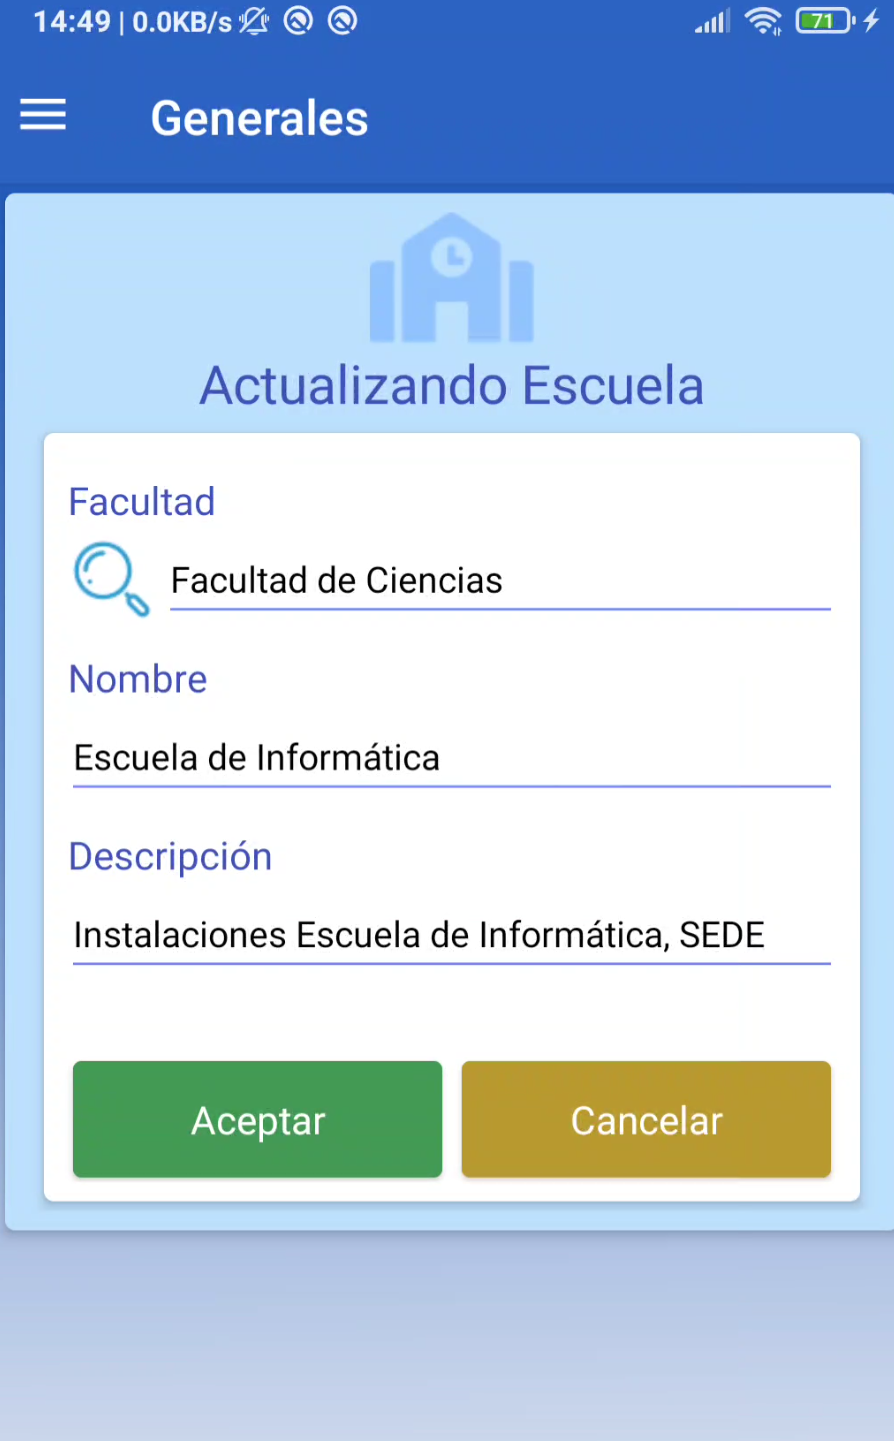 14:49 | 0.0KB/s 71
Generales
Actualizando Escuela
Facultad
Facultad de Ciencias
Nombre
Escuela de Informática
Descripción
Instalaciones Escuela de Informática, SEDE
Aceptar Cancelar